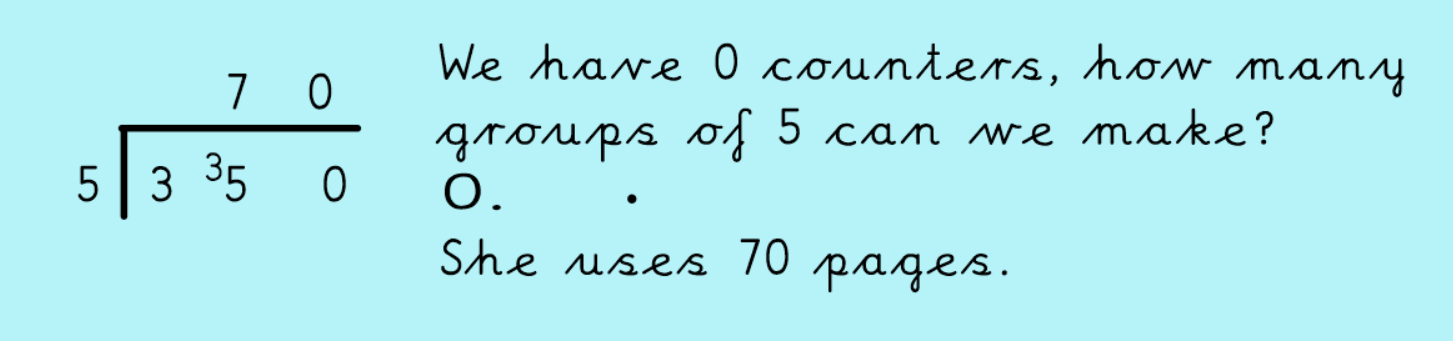 7 0
5 3 ³5 0
We have 0 counters, how many
groups of 5 can we make?
0. .
She uses 70 pages.